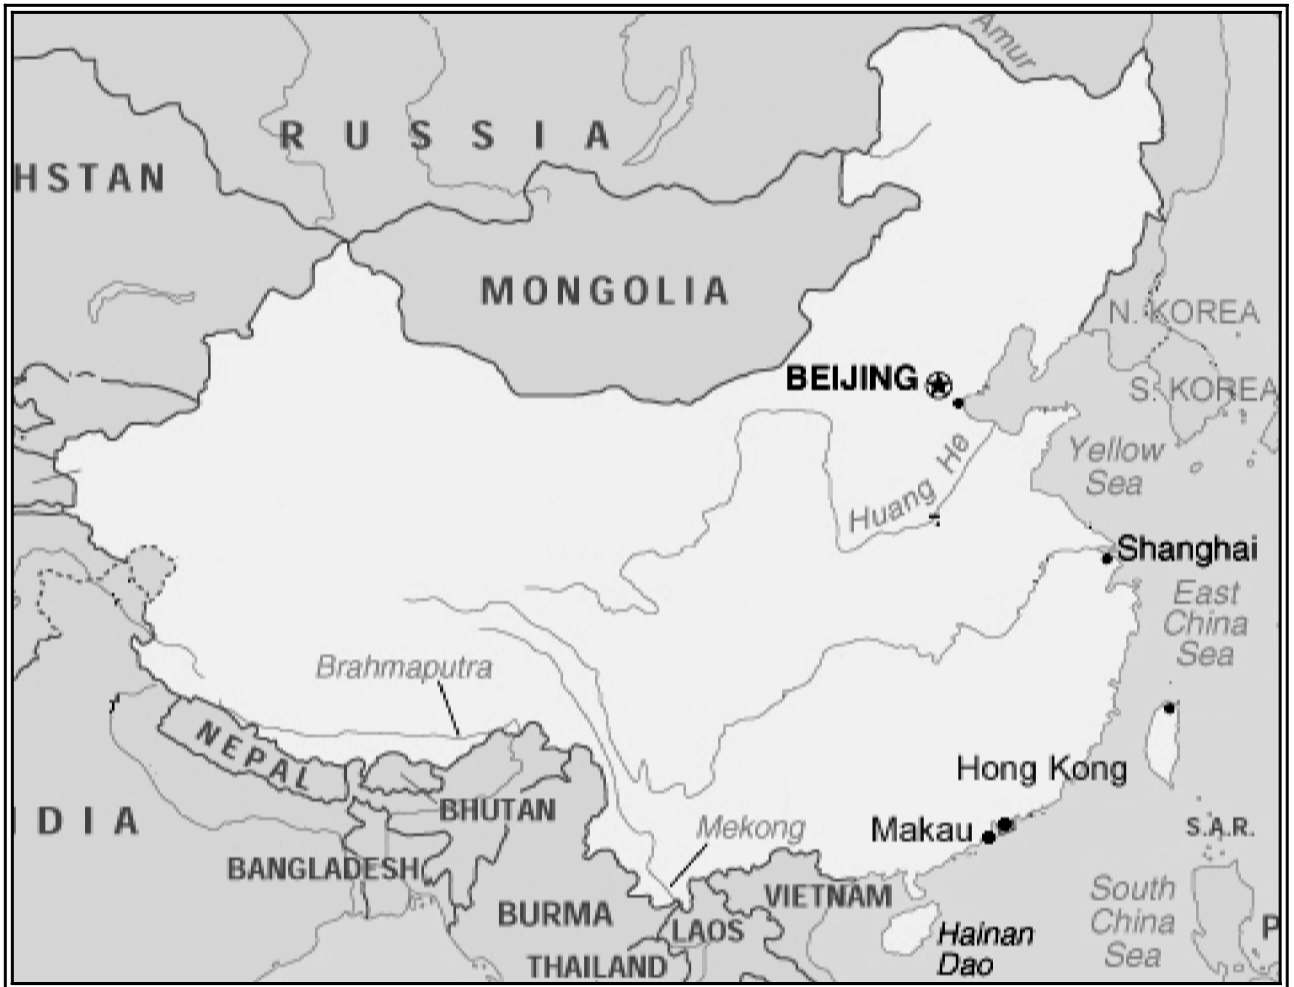 Amur
RUSSIA
HSTAN
MONGOLIA
N. KOREA
BEIJING
S. KOREA
Huang He
Yellow
Sea
Shanghai
East
China
Sea
Brahmaputra
NEPAL
Hong Kong
DIA
BHUTAN
Mekong
Makau
S.A.R.
BANGLADESH
VIETNAM
South
China
Sea
BURMA
LAOS
Hainan
Dao
P
THAILAND